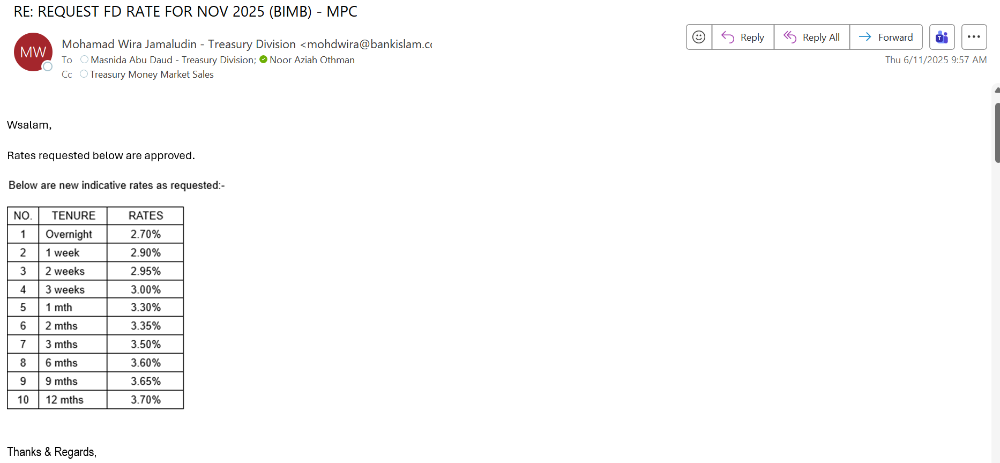 RE: REQUEST FD RATE FOR NOV 2025 (BIMB) - MPC
MW
Mohamad Wira Jamaludin - Treasury Division <mohdwira@bankislam.cc
To Masnida Abu Daud - Treasury Division; Noor Aziah Othman
Cc Treasury Money Market Sales
Reply Reply All Forward
Thu 6/11/2025 9:57 AM
Wsalam,
Rates requested below are approved.
Below are new indicative rates as requested:-
NO. TENURE RATES
1 Overnight 2.70%
2 1 week 2.90%
3 2 weeks 2.95%
4 3 weeks 3.00%
5 1 mth 3.30%
6 2 mths 3.35%
7 3 mths 3.50%
8 6 mths 3.60%
9 9 mths 3.65%
10 12 mths 3.70%
Thanks & Regards,